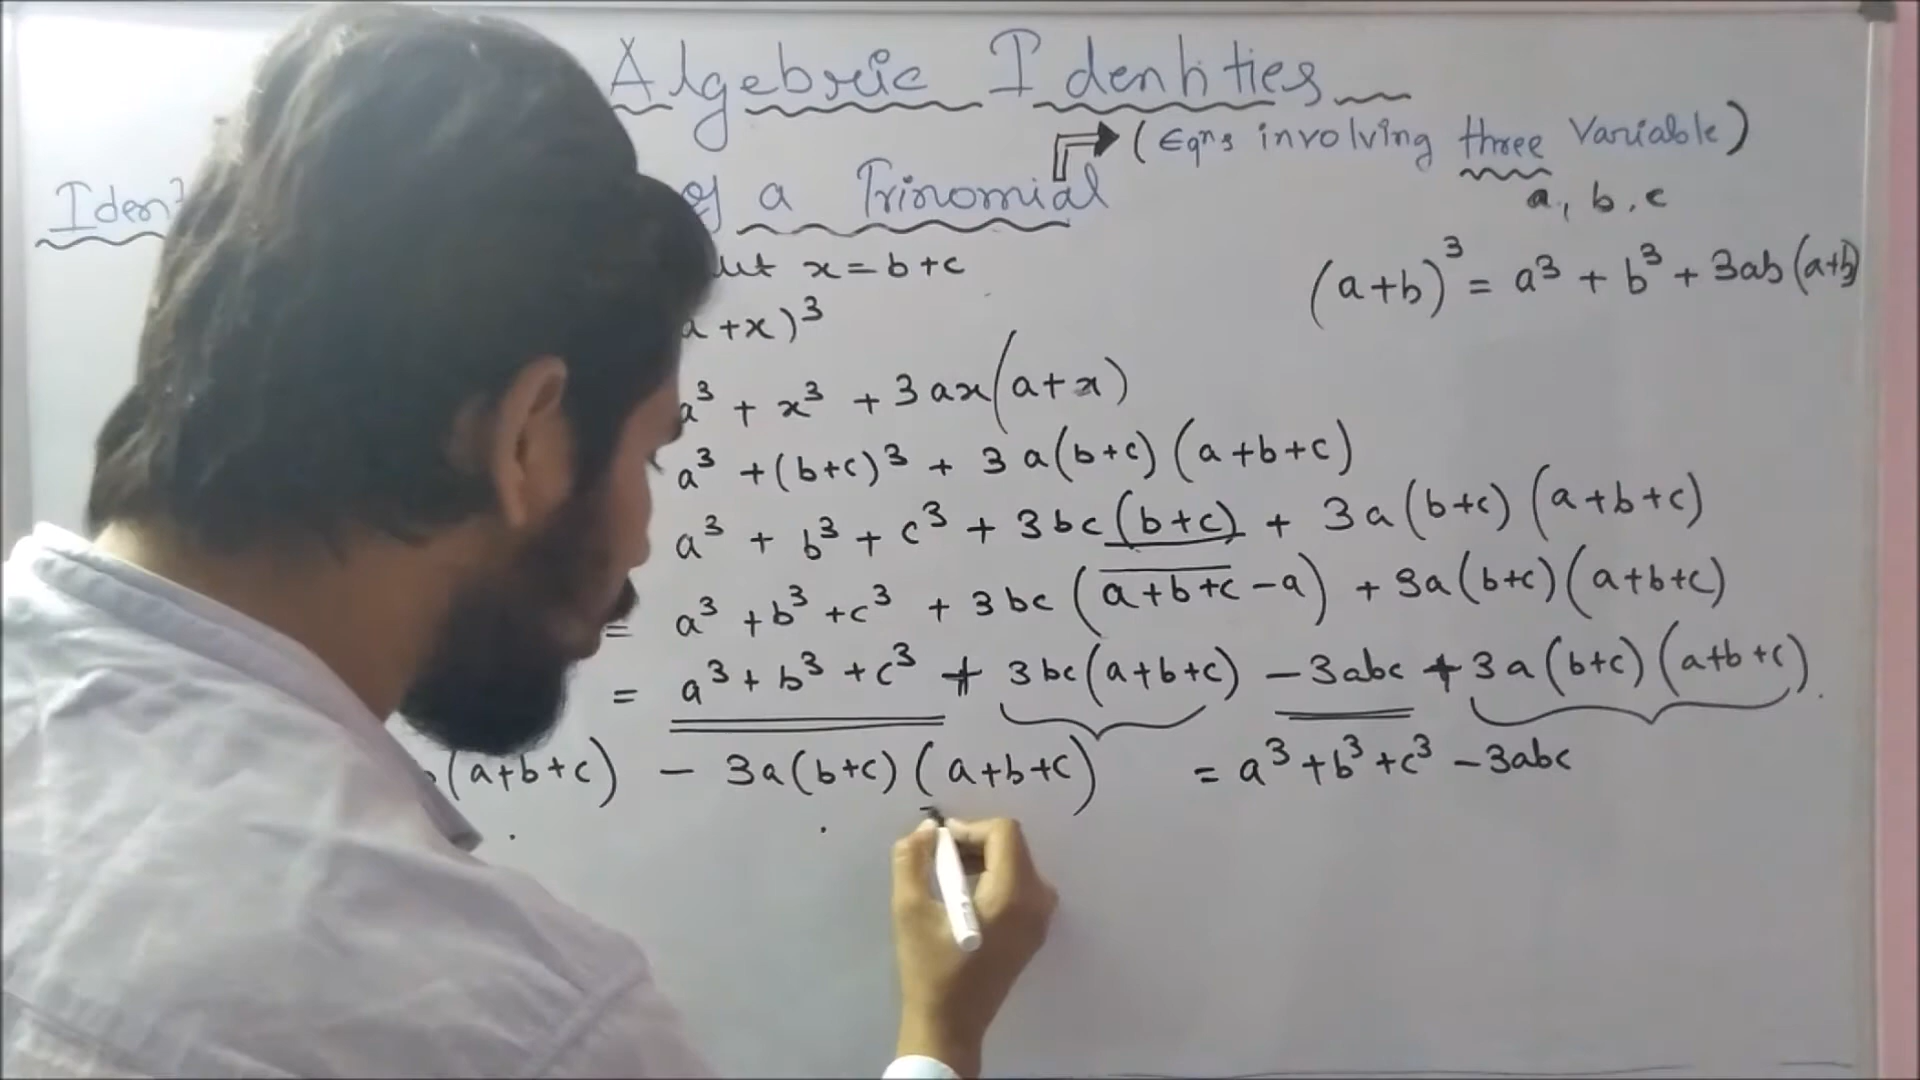 Algebric Identities
(Eqns involving three Variable)
of a Trinomial
a, b, c
x = b+c
(a+b)³ = a³ + b³ + 3ab(a+b)
a +x)³
a³ + x³ + 3ax(a+x)
a³ +(b+c)³ + 3a(b+c)(a+b+c)
a³ + b³ + c³ + 3bc(b+c) + 3a(b+c)(a+b+c)
= a³ +b³ +c³ + 3bc(a+b+c -a) + 3a(b+c)(a+b+c)
= a³ + b³ + c³ + 3bc(a+b+c) - 3abc + 3a(b+c)(a+b+c)
(a+b+c) - 3a(b+c)(a+b+c) = a³ +b³ +c³ -3abc